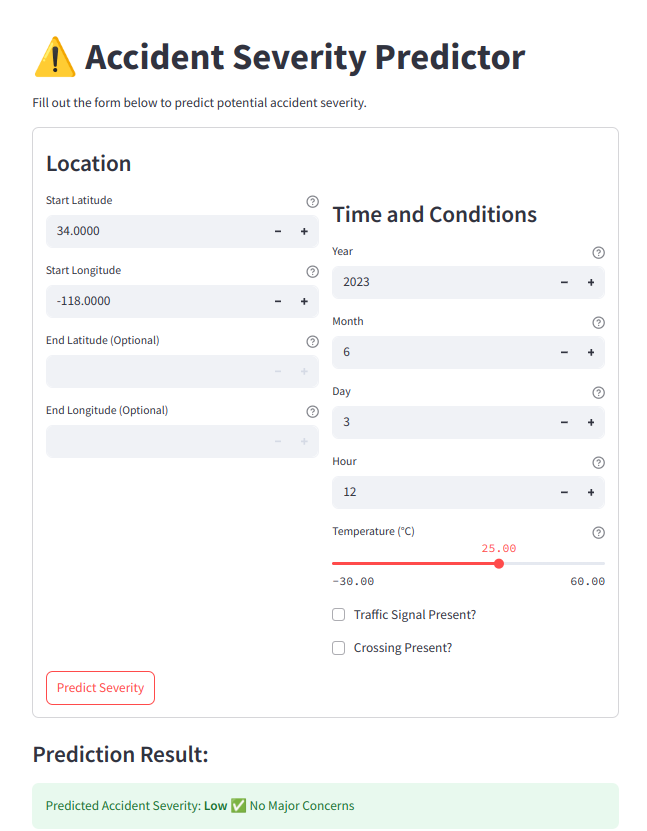 ⚠️ Accident Severity Predictor
Fill out the form below to predict potential accident severity.
Location
Start Latitude
34.0000
Start Longitude
-118.0000
End Latitude (Optional)
End Longitude (Optional)
Time and Conditions
Year
2023
Month
6
Day
3
Hour
12
Temperature (°C)
25.00
-30.00 60.00
Traffic Signal Present?
Crossing Present?
Predict Severity
Prediction Result:
Predicted Accident Severity: Low ✅ No Major Concerns